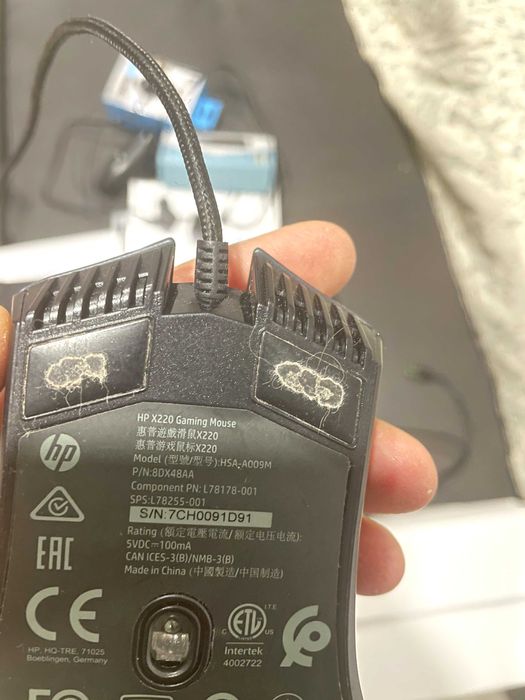 HP X220 Gaming Mouse
惠普遊戲滑鼠X220
惠普游戏鼠标X220
Model (型號/型号):HSA-A009M
P/N:8DX48AA
Component PN: L78178-001
SPS:L78255-001
S/N:7CH0091D91
Rating (額定電壓電流/ 额定电压电流):
5VDC⎓100mA
CAN ICES-3(B)/NMB-3(B)
Made in China (中國製造/中国制造)
hp
EAC
CE
HP, HQ-TRE, 71025
Boeblingen, Germany
I.T.E
ETL
C US
Intertek
4002722